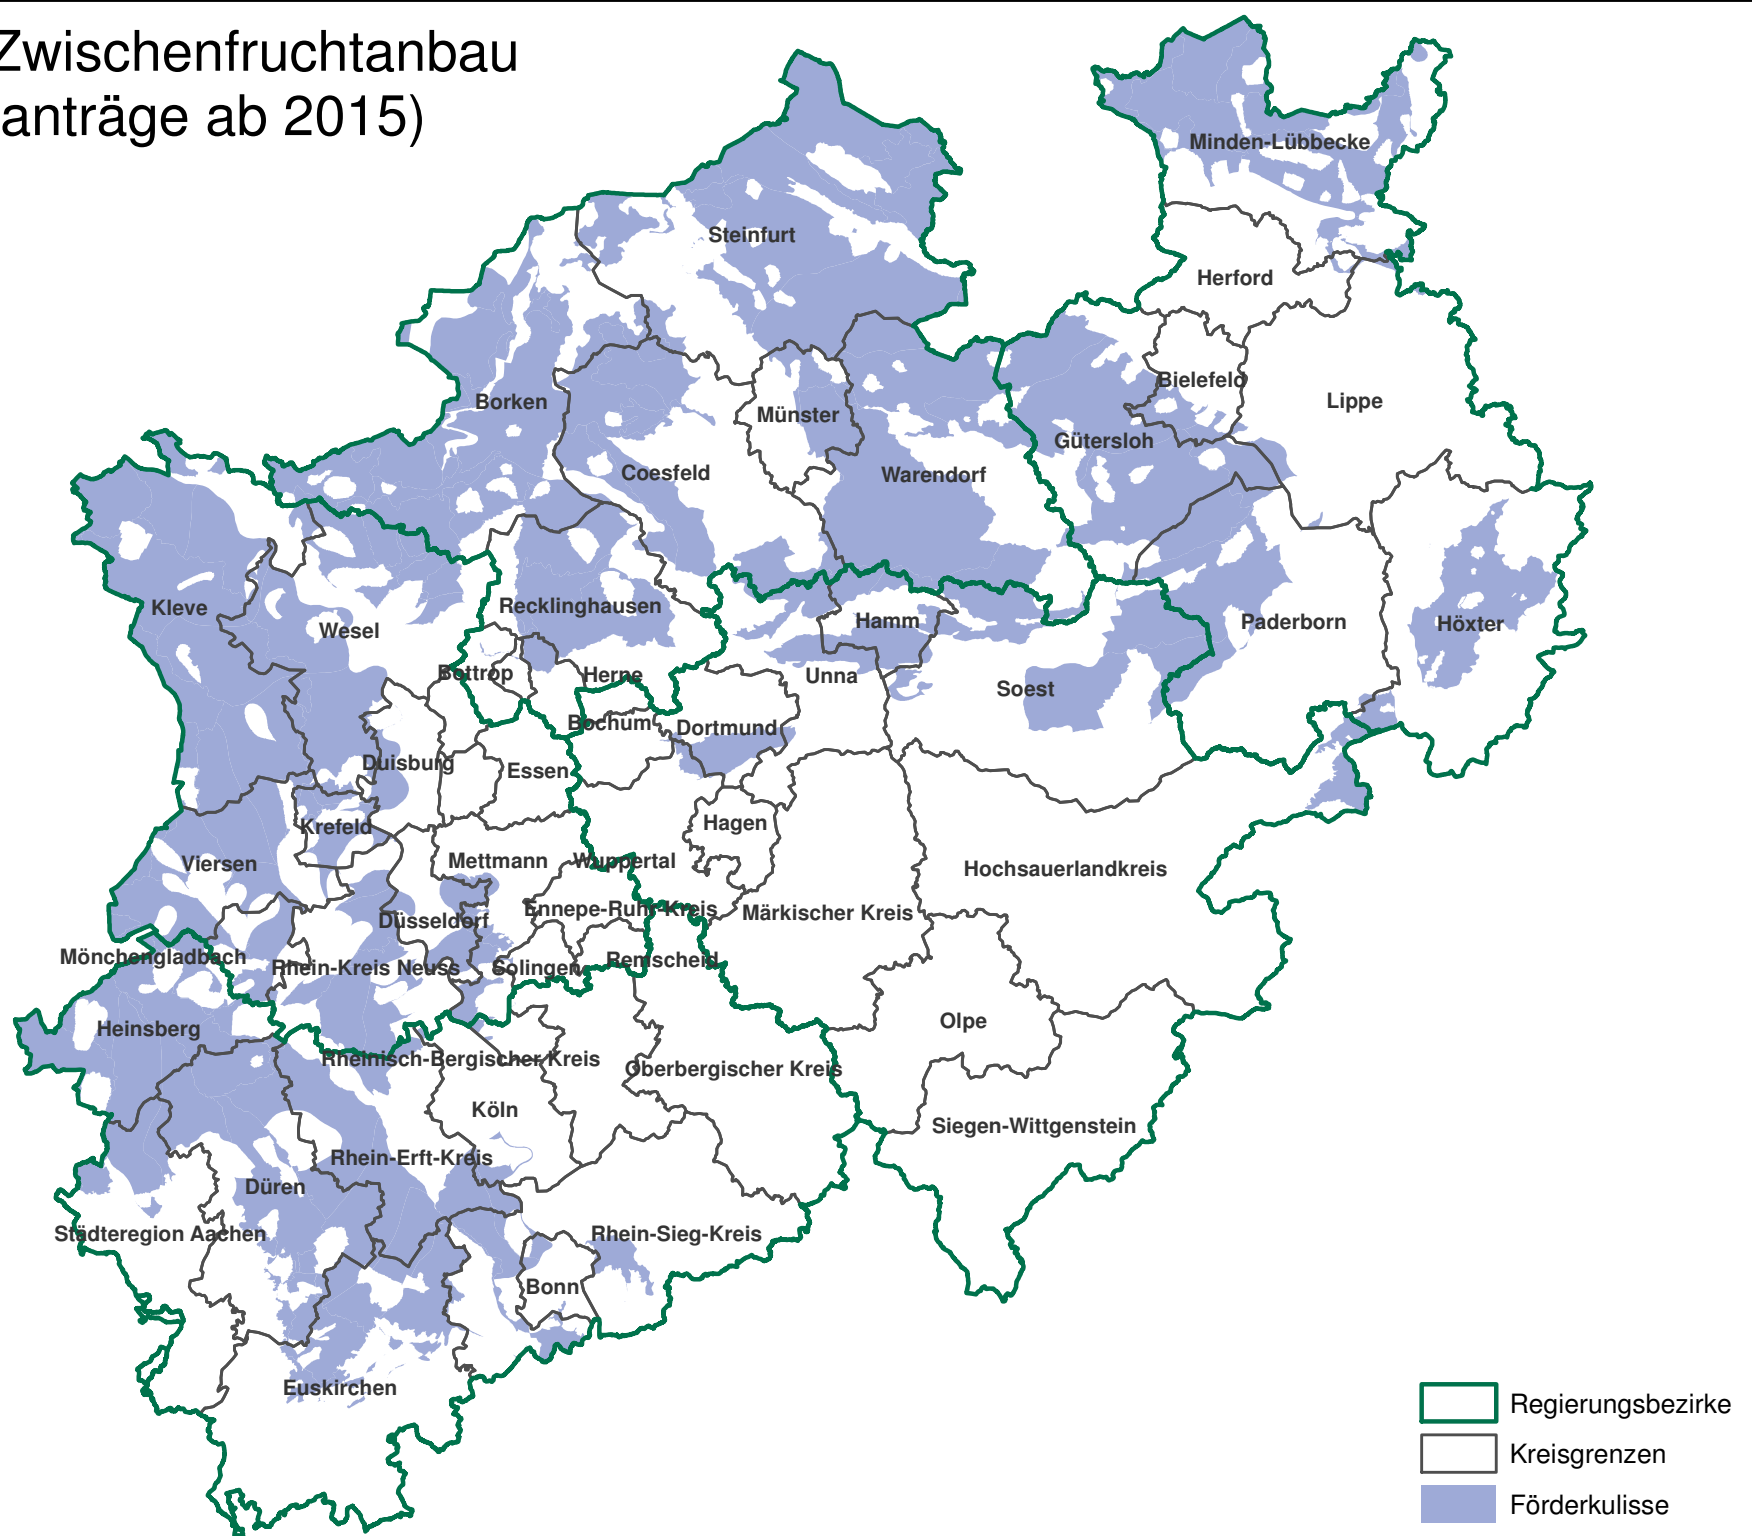 Zwischenfruchtanbau
anträge ab 2015)
Minden-Lübbecke
Steinfurt
Herford
Bielefeld
Lippe
Borken
Münster
Gütersloh
Coesfeld
Warendorf
Kleve
Recklinghausen
Wesel
Hamm
Paderborn
Höxter
Bottrop
Herne
Unna
Soest
Bochum
Dortmund
Duisburg
Essen
Krefeld
Hagen
Viersen
Mettmann
Wuppertal
Hochsauerlandkreis
Düsseldorf
Ennepe-Ruhr-Kreis
Märkischer Kreis
Mönchengladbach
Rhein-Kreis Neuss
Solingen
Remscheid
Heinsberg
Olpe
Rheinisch-Bergischer Kreis
Oberbergischer Kreis
Köln
Siegen-Wittgenstein
Rhein-Erft-Kreis
Düren
Städteregion Aachen
Rhein-Sieg-Kreis
Bonn
Euskirchen
Regierungsbezirke
Kreisgrenzen
Förderkulisse